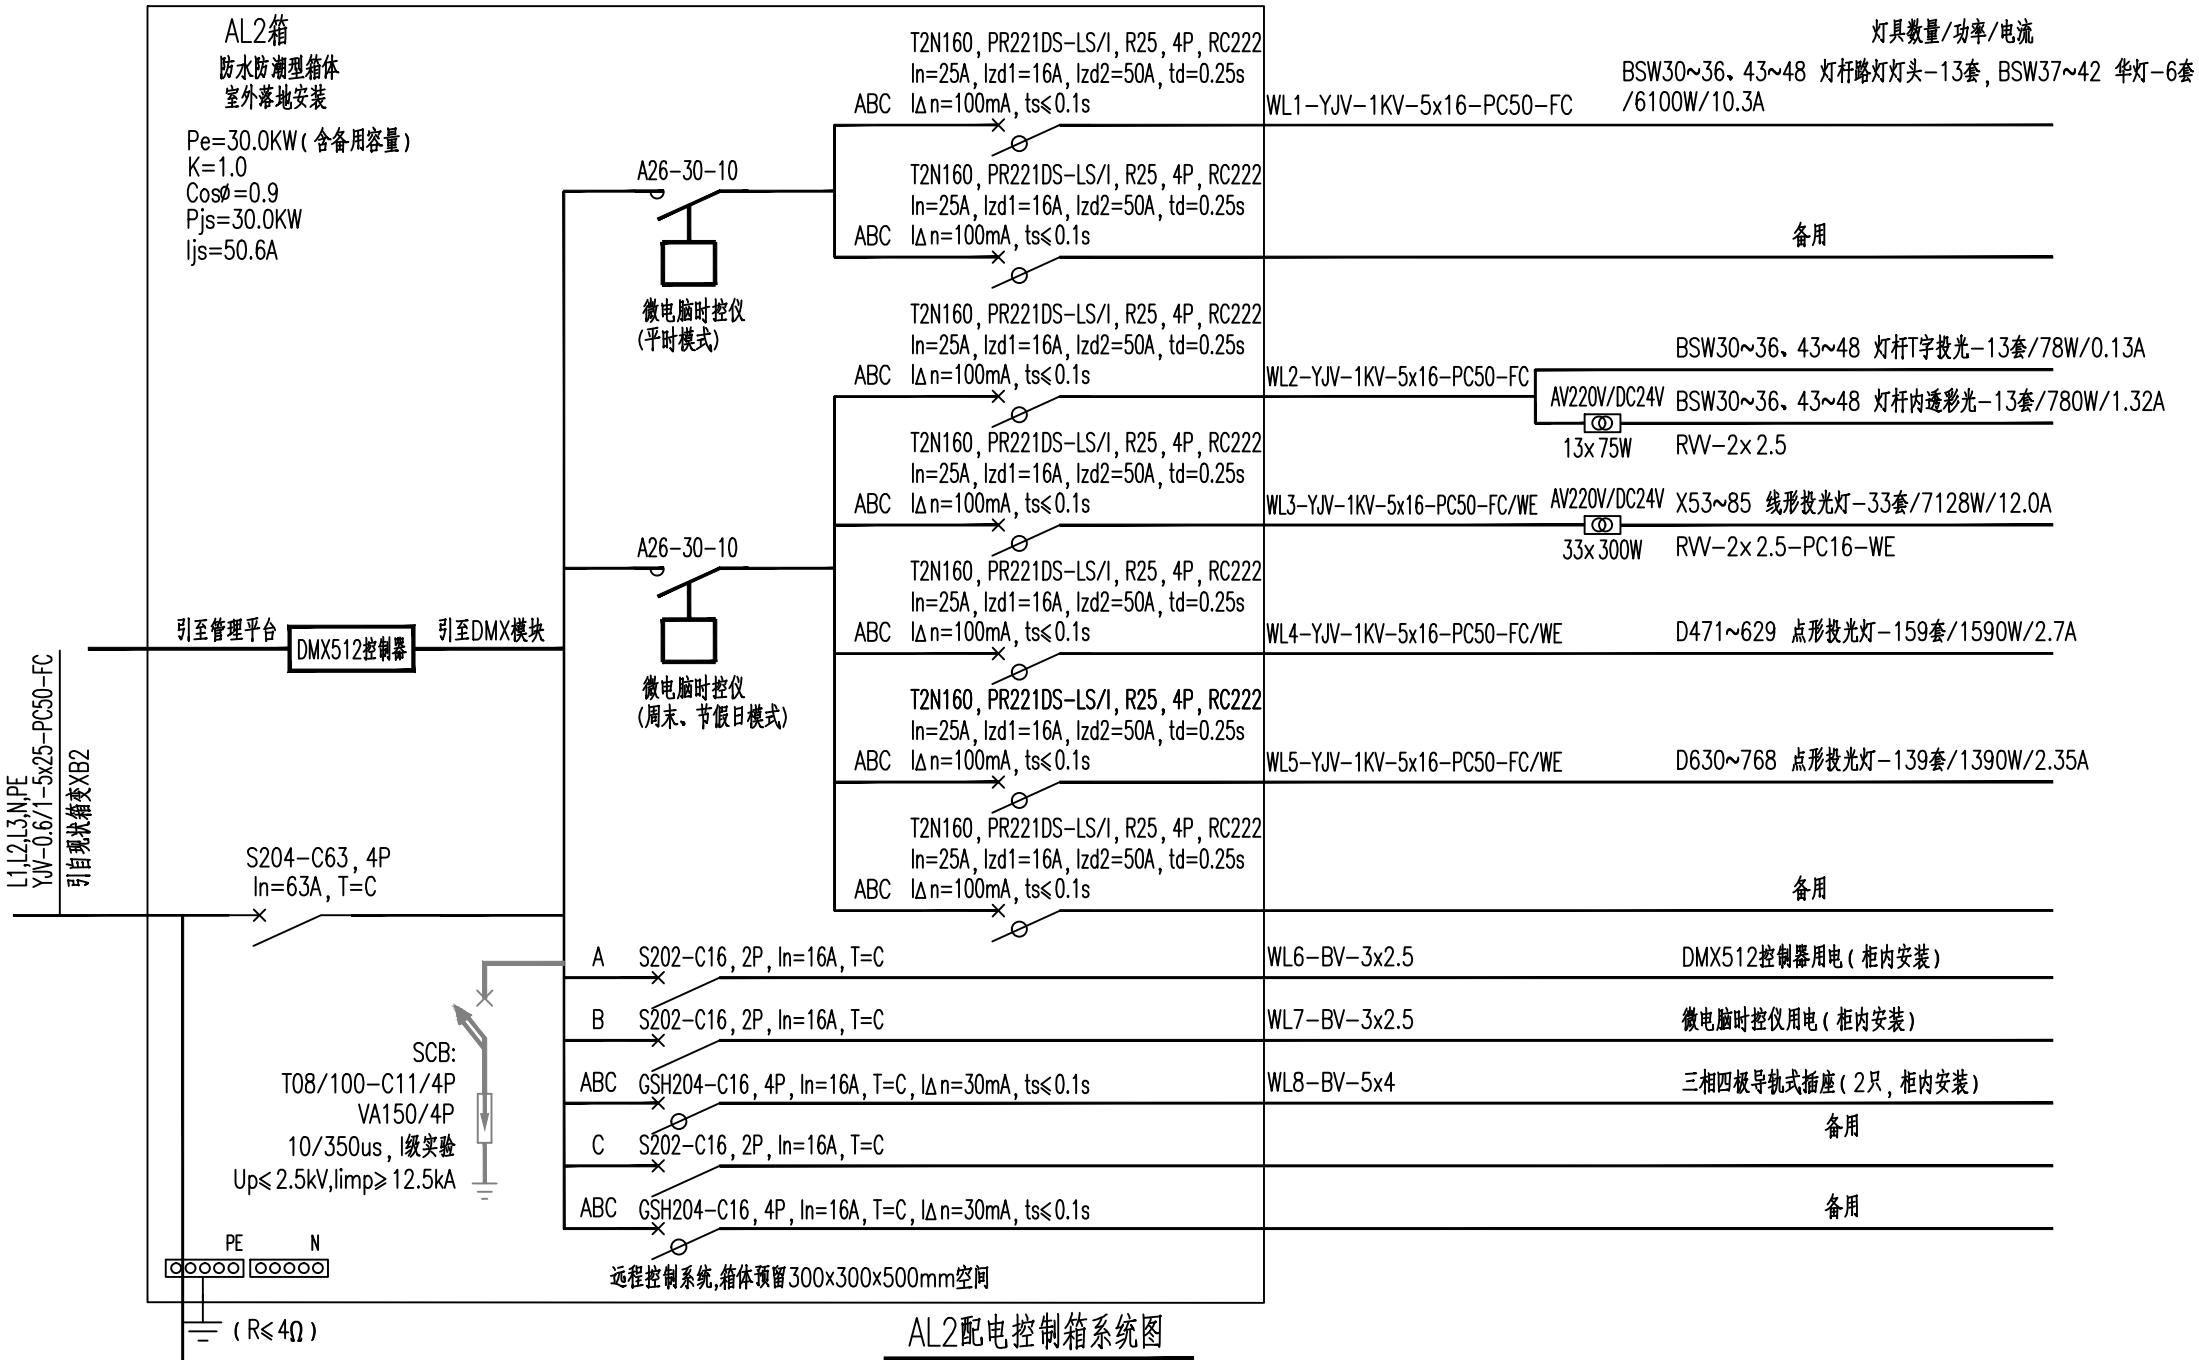 AL2箱
防水防潮型箱体
室外落地安装
Pe=30.0KW(含备用容量)
K=1.0
Cosø=0.9
Pjs=30.0KW
Ijs=50.6A
灯具数量/功率/电流
T2N160, PR221DS-LS/I, R25, 4P, RC222
In=25A, Izd1=16A, Izd2=50A, td=0.25s
ABC IΔn=100mA, ts≤0.1s
WL1-YJV-1KV-5x16-PC50-FC
BSW30~36、43~48 灯杆路灯灯头-13套, BSW37~42 华灯-6套
/6100W/10.3A
A26-30-10
微电脑时控仪
(平时模式)
T2N160, PR221DS-LS/I, R25, 4P, RC222
In=25A, Izd1=16A, Izd2=50A, td=0.25s
ABC IΔn=100mA, ts≤0.1s
备用
T2N160, PR221DS-LS/I, R25, 4P, RC222
In=25A, Izd1=16A, Izd2=50A, td=0.25s
ABC IΔn=100mA, ts≤0.1s
WL2-YJV-1KV-5x16-PC50-FC
BSW30~36、43~48 灯杆T字投光-13套/78W/0.13A
AV220V/DC24V
BSW30~36、43~48 灯杆内透彩光-13套/780W/1.32A
13x75W
RVV-2x2.5
T2N160, PR221DS-LS/I, R25, 4P, RC222
In=25A, Izd1=16A, Izd2=50A, td=0.25s
ABC IΔn=100mA, ts≤0.1s
WL3-YJV-1KV-5x16-PC50-FC/WE
AV220V/DC24V
X53~85 线形投光灯-33套/7128W/12.0A
33x300W
RVV-2x2.5-PC16-WE
A26-30-10
微电脑时控仪
(周末、节假日模式)
T2N160, PR221DS-LS/I, R25, 4P, RC222
In=25A, Izd1=16A, Izd2=50A, td=0.25s
ABC IΔn=100mA, ts≤0.1s
WL4-YJV-1KV-5x16-PC50-FC/WE
D471~629 点形投光灯-159套/1590W/2.7A
T2N160, PR221DS-LS/I, R25, 4P, RC222
In=25A, Izd1=16A, Izd2=50A, td=0.25s
ABC IΔn=100mA, ts≤0.1s
WL5-YJV-1KV-5x16-PC50-FC/WE
D630~768 点形投光灯-139套/1390W/2.35A
T2N160, PR221DS-LS/I, R25, 4P, RC222
In=25A, Izd1=16A, Izd2=50A, td=0.25s
ABC IΔn=100mA, ts≤0.1s
备用
引至管理平台
DMX512控制器
引至DMX模块
L1,L2,L3,N,PE
YJV-0.6/1-5x25-PC50-FC
引自现状箱变XB2
S204-C63, 4P
In=63A, T=C
A S202-C16, 2P, In=16A, T=C
WL6-BV-3x2.5
DMX512控制器用电(柜内安装)
B S202-C16, 2P, In=16A, T=C
WL7-BV-3x2.5
微电脑时控仪用电(柜内安装)
ABC GSH204-C16, 4P, In=16A, T=C, IΔn=30mA, ts≤0.1s
WL8-BV-5x4
三相四极导轨式插座(2只, 柜内安装)
C S202-C16, 2P, In=16A, T=C
备用
ABC GSH204-C16, 4P, In=16A, T=C, IΔn=30mA, ts≤0.1s
备用
SCB:
T08/100-C11/4P
VA150/4P
10/350us, I级实验
Up≤2.5kV,Iimp≥12.5kA
PE
N
远程控制系统,箱体预留300x300x500mm空间
(R≤4Ω)
AL2配电控制箱系统图